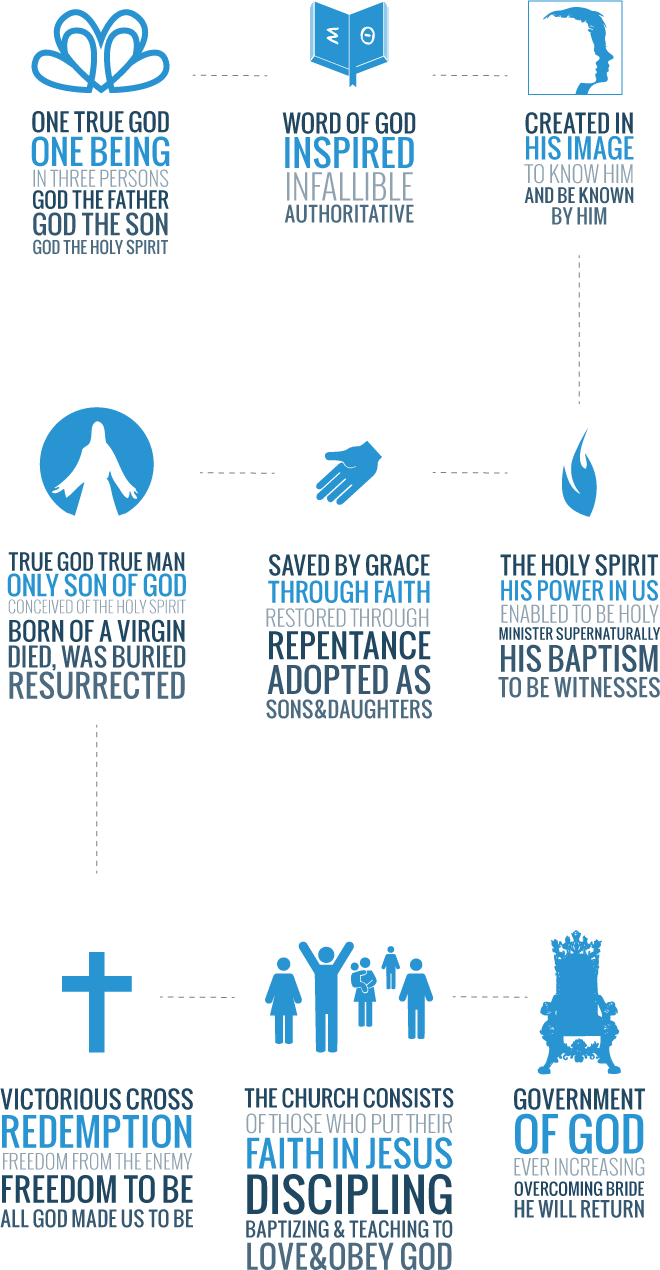 ONE TRUE GOD
ONE BEING
IN THREE PERSONS
GOD THE FATHER
GOD THE SON
GOD THE HOLY SPIRIT
Σ Θ
WORD OF GOD
INSPIRED
INFALLIBLE
AUTHORITATIVE
CREATED IN
HIS IMAGE
TO KNOW HIM
AND BE KNOWN
BY HIM
TRUE GOD TRUE MAN
ONLY SON OF GOD
CONCEIVED OF THE HOLY SPIRIT
BORN OF A VIRGIN
DIED, WAS BURIED
RESURRECTED
SAVED BY GRACE
THROUGH FAITH
RESTORED THROUGH
REPENTANCE
ADOPTED AS
SONS&DAUGHTERS
THE HOLY SPIRIT
HIS POWER IN US
ENABLED TO BE HOLY
MINISTER SUPERNATURALLY
HIS BAPTISM
TO BE WITNESSES
VICTORIOUS CROSS
REDEMPTION
FREEDOM FROM THE ENEMY
FREEDOM TO BE
ALL GOD MADE US TO BE
THE CHURCH CONSISTS
OF THOSE WHO PUT THEIR
FAITH IN JESUS
DISCIPLING
BAPTIZING & TEACHING TO
LOVE&OBEY GOD
GOVERNMENT
OF GOD
EVER INCREASING
OVERCOMING BRIDE
HE WILL RETURN